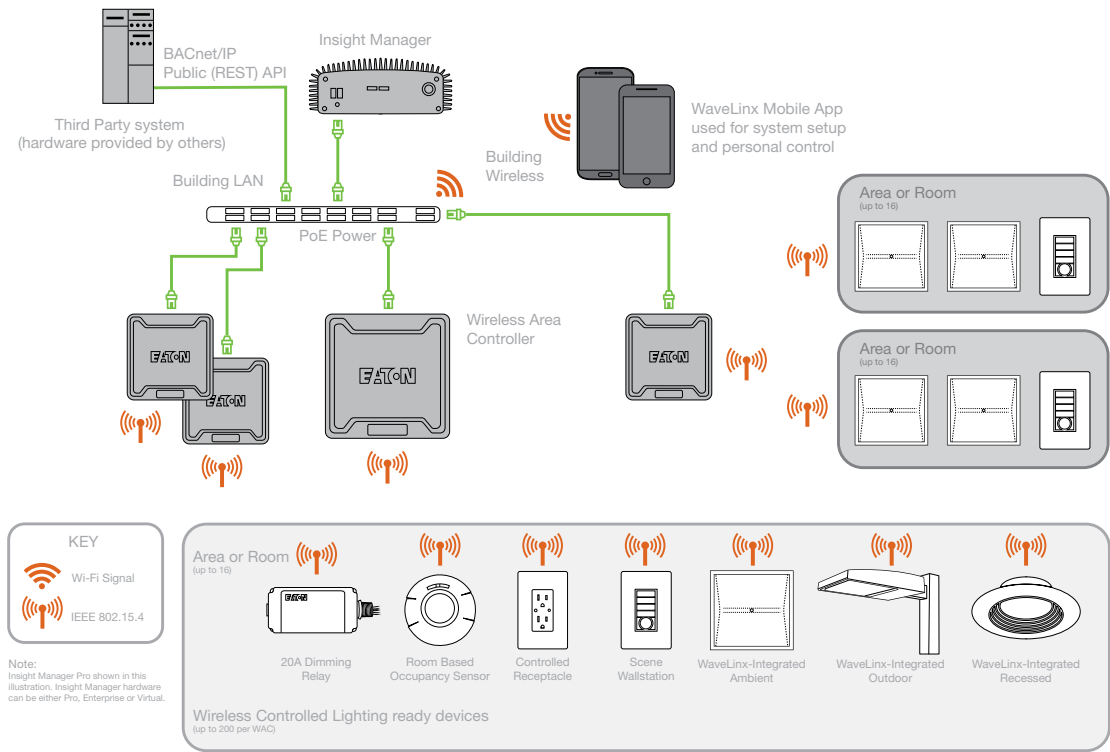 BACnet/IP
Public (REST) API
Insight Manager
Third Party system
(hardware provided by others)
WaveLinx Mobile App
used for system setup
and personal control
Building
Wireless
Building LAN
PoE Power
Area or Room
(up to 16)
Wireless Area
Controller
EATON
EATON
EATON
EATON
Area or Room
(up to 16)
KEY
Wi-Fi Signal
IEEE 802.15.4
Note:
Insight Manager Pro shown in this
illustration. Insight Manager hardware
can be either Pro, Enterprise or Virtual.
Area or Room
(up to 16)
EATON
20A Dimming
Relay
Room Based
Occupancy Sensor
Controlled
Receptacle
Scene
Wallstation
WaveLinx-Integrated
Ambient
WaveLinx-Integrated
Outdoor
WaveLinx-Integrated
Recessed
Wireless Controlled Lighting ready devices
(up to 200 per WAC)